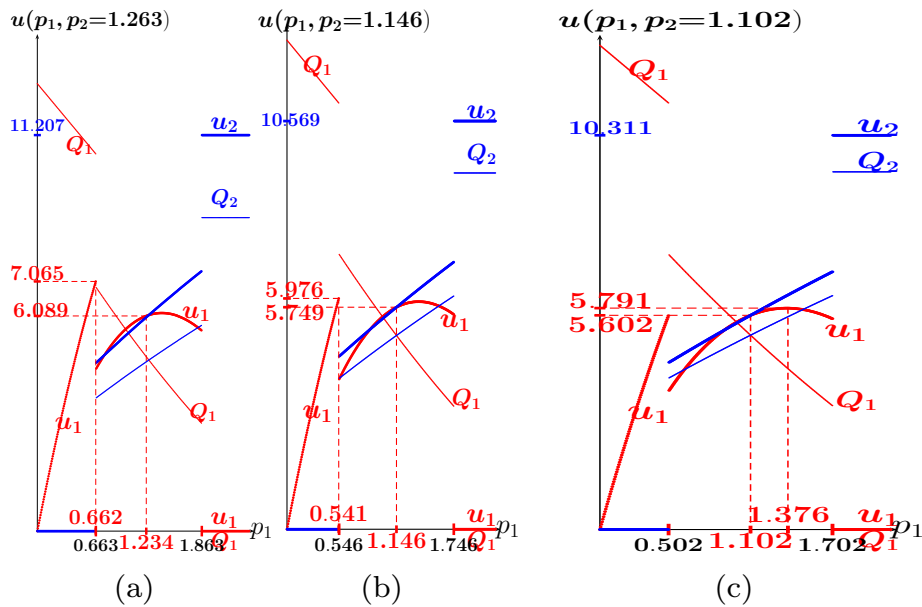 u(p₁, p₂=1.263)
11.207
Q₁
u₂
Q₂
7.065
6.089
u₁
u₁
Q₁
0.662
u₁
p₁
0.663
1.234
1.863
Q₁
(a)
u(p₁, p₂=1.146)
Q₁
10.569
u₂
Q₂
5.976
5.749
u₁
u₁
Q₁
0.541
u₁
p₁
0.546
1.146
1.746
Q₁
(b)
u(p₁, p₂=1.102)
Q₁
10.311
u₂
Q₂
5.791
5.602
u₁
u₁
Q₁
1.376
u₁
p₁
0.502
1.102
1.702
Q₁
(c)